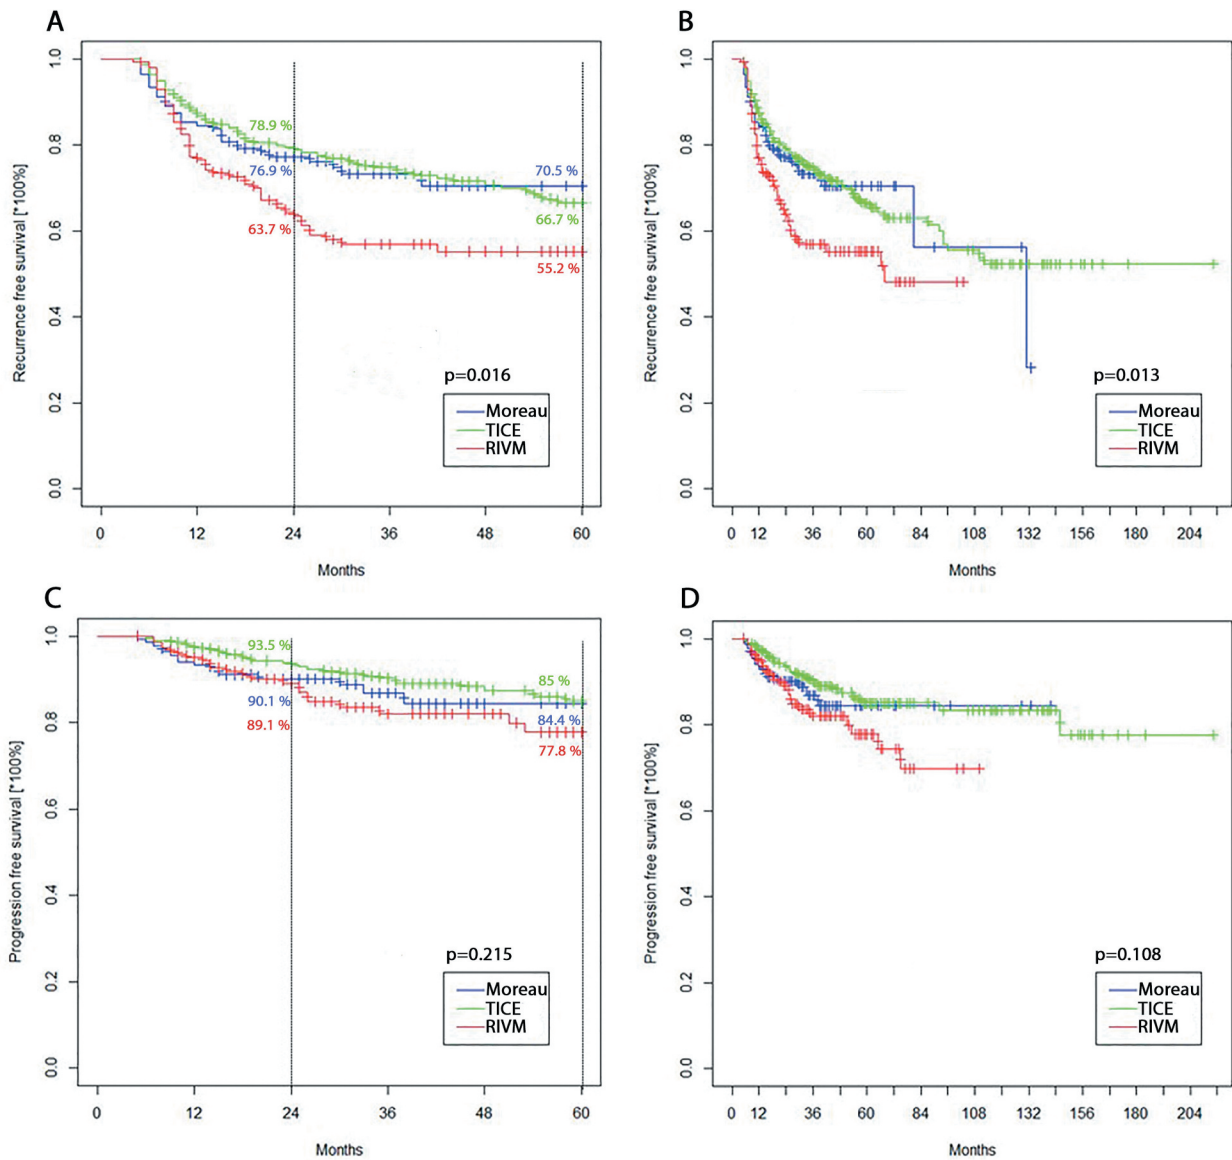 A
Recurrence free survival [*100%]
1.0
0.8
0.6
0.4
0.2
0.0
78.9 %
76.9 %
63.7 %
70.5 %
66.7 %
55.2 %
p=0.016
Moreau
TICE
RIVM
0 12 24 36 48 60
Months
B
Recurrence free survival [*100%]
1.0
0.8
0.6
0.4
0.2
0.0
p=0.013
Moreau
TICE
RIVM
0 12 36 60 84 108 132 156 180 204
Months
C
Progression free survival [*100%]
1.0
0.8
0.6
0.4
0.2
0.0
93.5 %
90.1 %
89.1 %
85 %
84.4 %
77.8 %
p=0.215
Moreau
TICE
RIVM
0 12 24 36 48 60
Months
D
Progression free survival [*100%]
1.0
0.8
0.6
0.4
0.2
0.0
p=0.108
Moreau
TICE
RIVM
0 12 36 60 84 108 132 156 180 204
Months